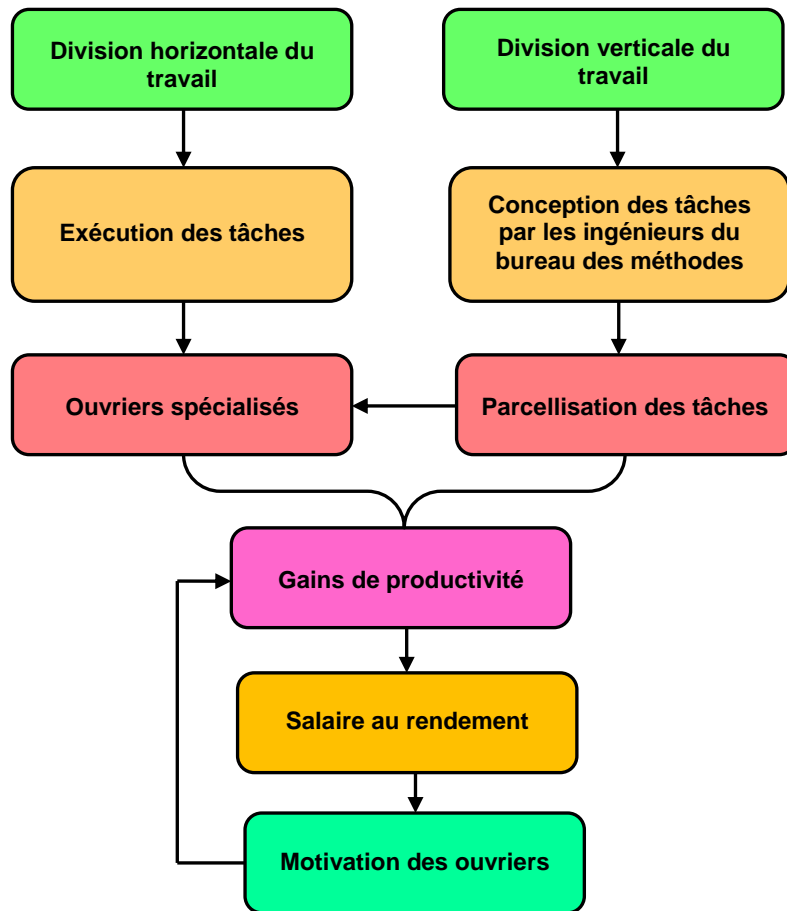 Division horizontale du
travail
Division verticale du
travail
Exécution des tâches
Conception des tâches
par les ingénieurs du
bureau des méthodes
Ouvriers spécialisés
Parcellisation des tâches
Gains de productivité
Salaire au rendement
Motivation des ouvriers